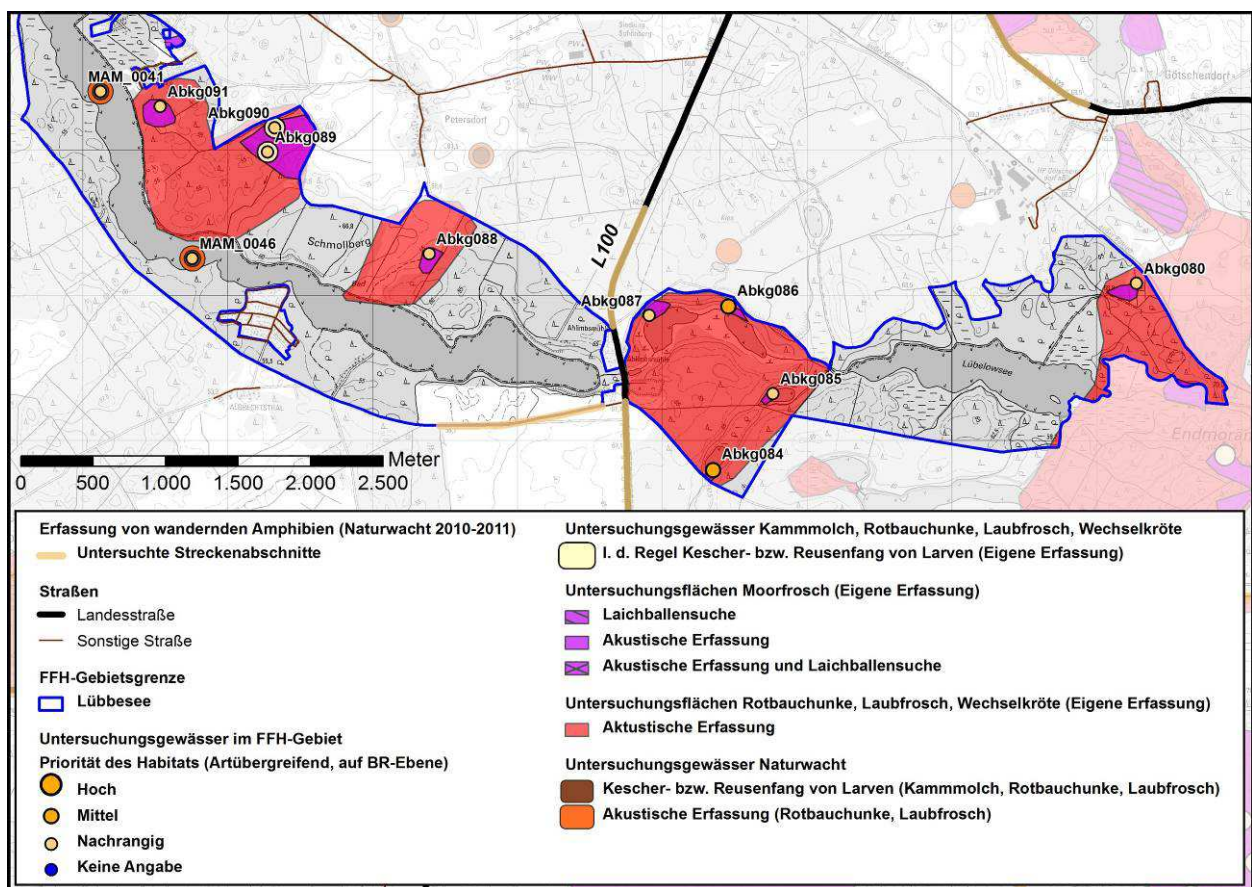 MAM_0041
Abkg091
Abkg090
Abkg089
Petersdorf
Götschendorf
MAM_0046
Schmollberg
Abkg088
L100
Abkg087
Abkg086
Abkg080
Ahlimbsmühle
Abkg085
Lübelowsee
Abkg084
ALBRECHTSTHAL
Endmorän
Meter
0 500 1.000 1.500 2.000 2.500
Erfassung von wandernden Amphibien (Naturwacht 2010-2011)
Untersuchte Streckenabschnitte
Straßen
Landesstraße
Sonstige Straße
FFH-Gebietsgrenze
Lübbesee
Untersuchungsgewässer im FFH-Gebiet
Priorität des Habitats (Artübergreifend, auf BR-Ebene)
Hoch
Mittel
Nachrangig
Keine Angabe
Untersuchungsgewässer Kammmolch, Rotbauchunke, Laubfrosch, Wechselkröte
I. d. Regel Kescher- bzw. Reusenfang von Larven (Eigene Erfassung)
Untersuchungsflächen Moorfrosch (Eigene Erfassung)
Laichballensuche
Akustische Erfassung
Akustische Erfassung und Laichballensuche
Untersuchungsflächen Rotbauchunke, Laubfrosch, Wechselkröte (Eigene Erfassung)
Aktustische Erfassung
Untersuchungsgewässer Naturwacht
Kescher- bzw. Reusenfang von Larven (Kammmolch, Rotbauchunke, Laubfrosch)
Akustische Erfassung (Rotbauchunke, Laubfrosch)